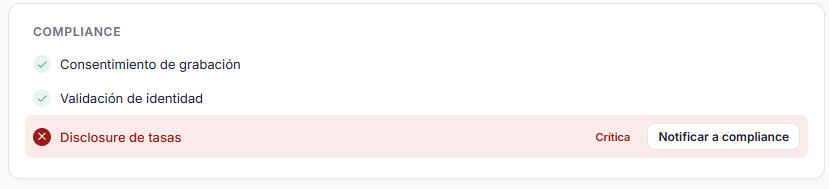 COMPLIANCE
Consentimiento de grabación
Validación de identidad
Disclosure de tasas Crítica Notificar a compliance